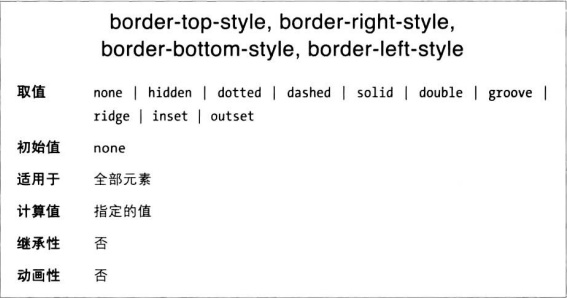 border-top-style, border-right-style,
border-bottom-style, border-left-style
取值 none | hidden | dotted | dashed | solid | double | groove |
ridge | inset | outset
初始值 none
适用于 全部元素
计算值 指定的值
继承性 否
动画性 否